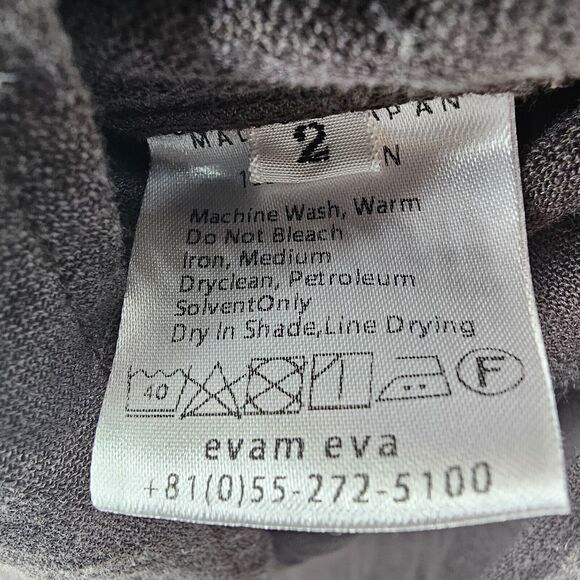 2
Machine Wash, Warm
Do Not Bleach
Iron, Medium
Dryclean, Petroleum
SolventOnly
Dry In Shade,Line Drying
40
F
evam eva
+81(0)55-272-5100